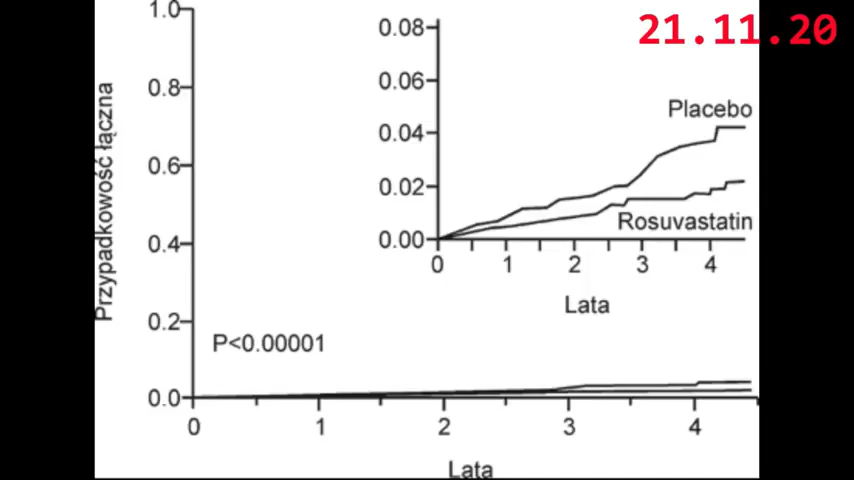 21.11.20
Przypadkowość łączna
1.0
0.8
0.6
0.4
0.2
0.0
P<0.00001
0 1 2 3 4
Lata
0.08
0.06
0.04
0.02
0.00
Placebo
Rosuvastatin
0 1 2 3 4
Lata